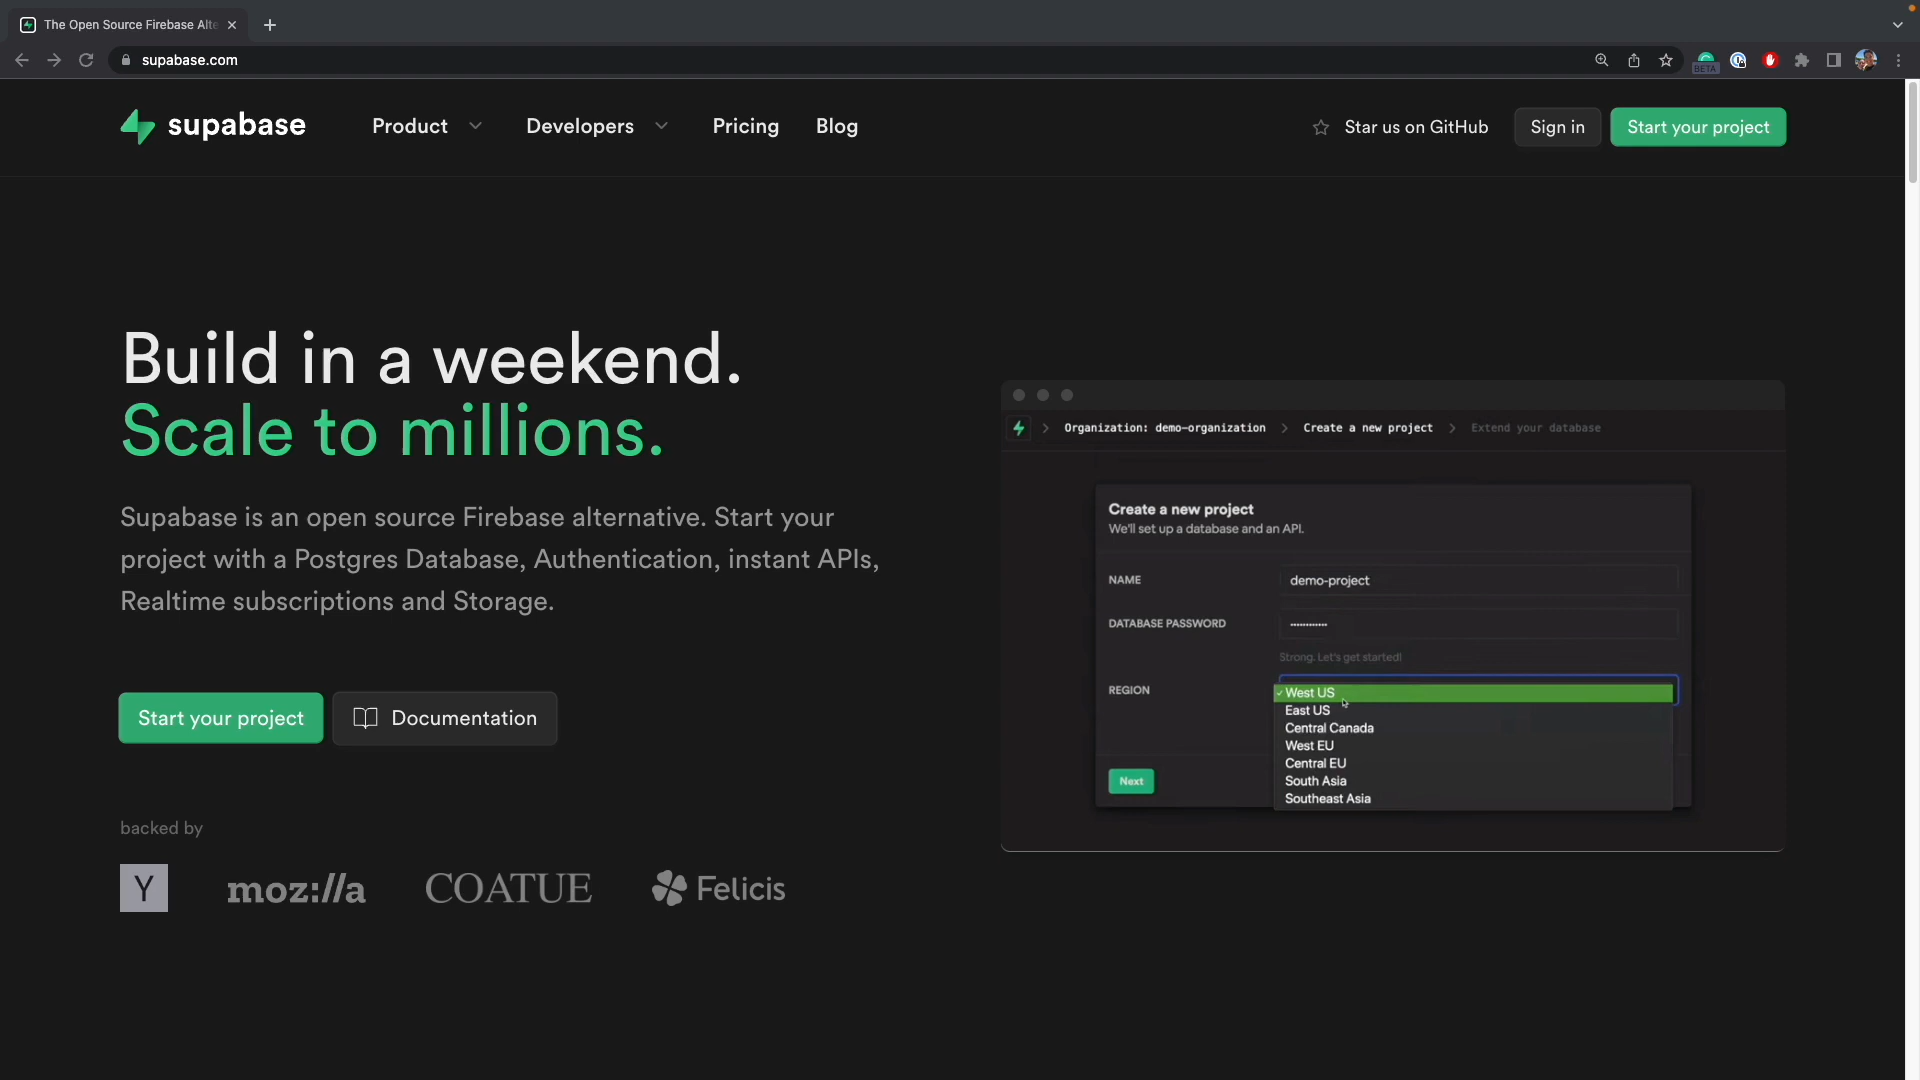 The Open Source Firebase Alte
supabase.com
BETA
supabase
Product
Developers
Pricing
Blog
Star us on GitHub
Sign in
Start your project
Build in a weekend.
Scale to millions.
Supabase is an open source Firebase alternative. Start your
project with a Postgres Database, Authentication, instant APIs,
Realtime subscriptions and Storage.
Start your project
Documentation
backed by
Y
moz://a
COATUE
Felicis
Organization: demo-organization
Create a new project
Extend your database
Create a new project
We'll set up a database and an API.
NAME
demo-project
DATABASE PASSWORD
Strong. Let's get started!
REGION
West US
East US
Central Canada
West EU
Central EU
South Asia
Southeast Asia
Next